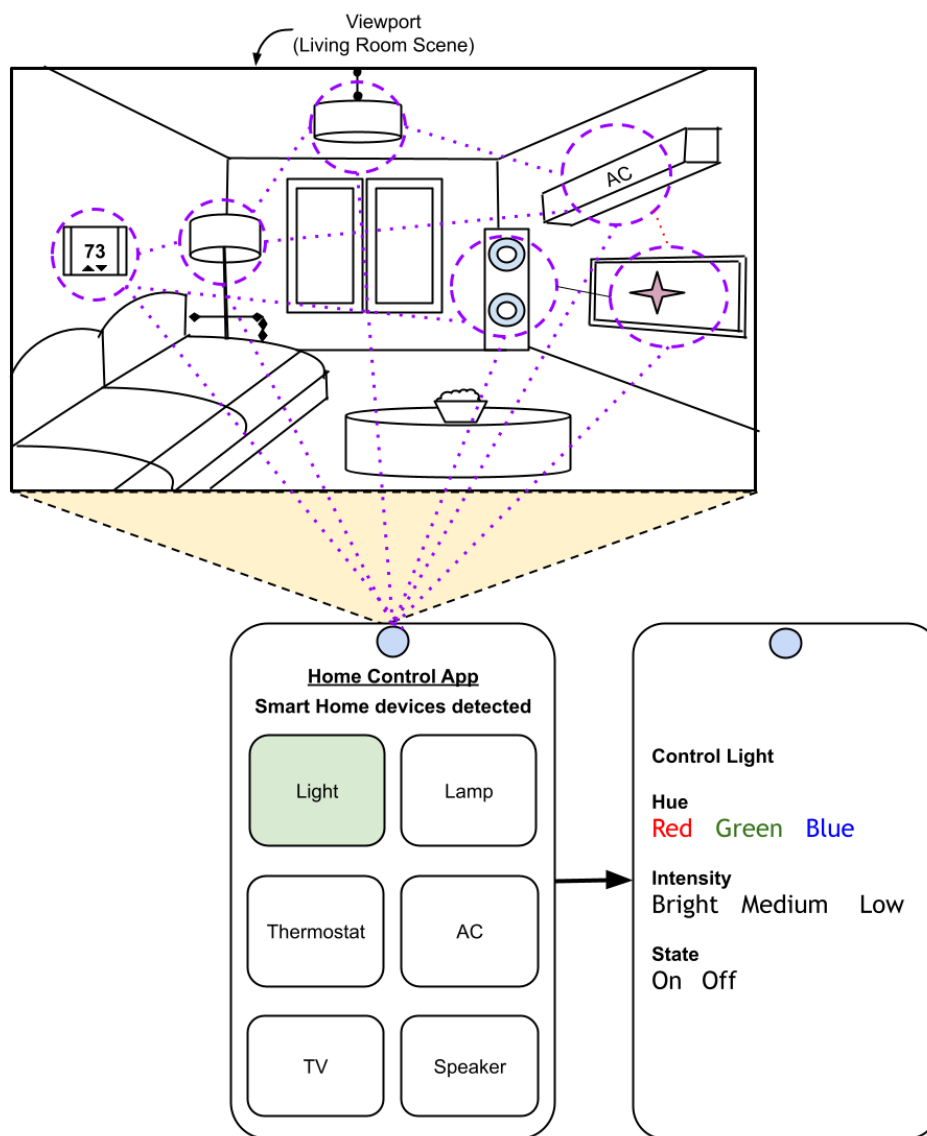 Viewport
(Living Room Scene)
AC
73
Home Control App
Smart Home devices detected
Light
Lamp
Thermostat
AC
TV
Speaker
Control Light
Hue
Red Green Blue
Intensity
Bright Medium Low
State
On Off